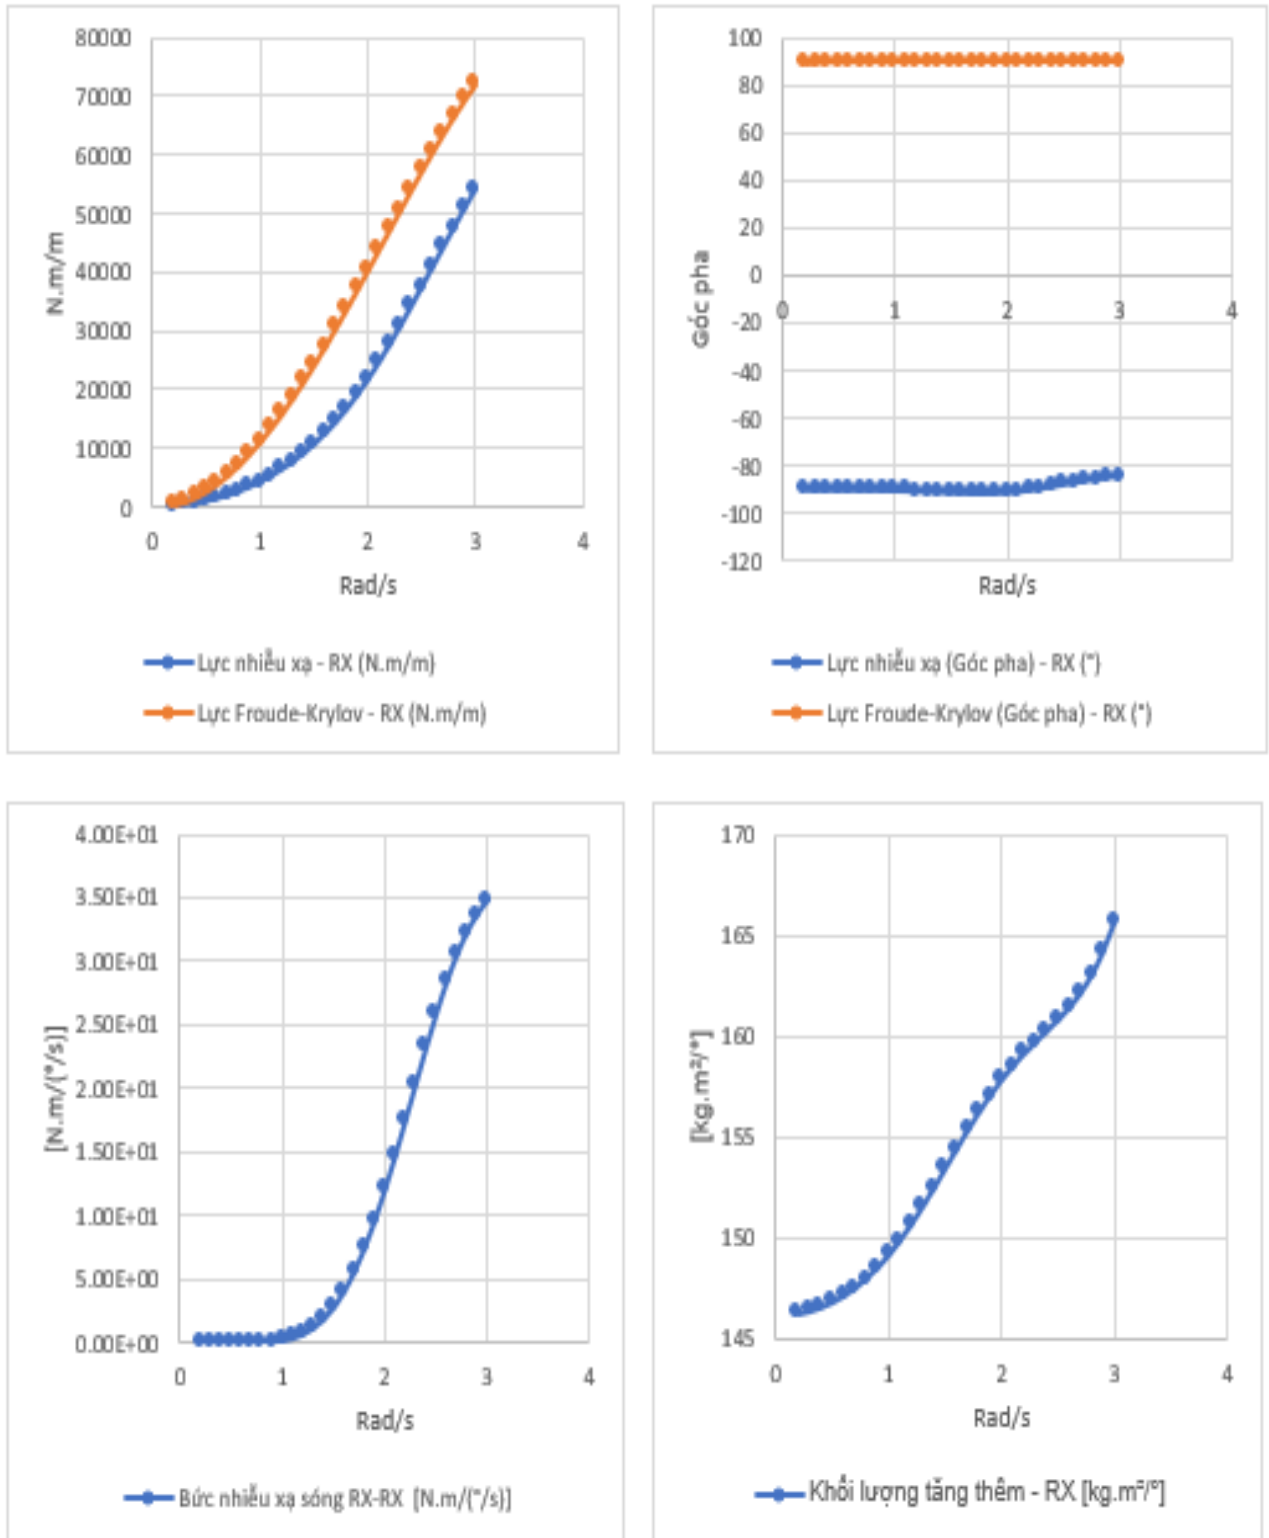 80000
70000
60000
50000
40000
30000
20000
10000
0
N.m/m
0 1 2 3 4
Rad/s
Lực nhiễu xạ - RX (N.m/m)
Lực Froude-Krylov - RX (N.m/m)
100
80
60
40
20
0
-20
-40
-60
-80
-100
-120
Góc pha
0 1 2 3 4
Rad/s
Lực nhiễu xạ (Góc pha) - RX (°)
Lực Froude-Krylov (Góc pha) - RX (°)
4.00E+01
3.50E+01
3.00E+01
2.50E+01
2.00E+01
1.50E+01
1.00E+01
5.00E+00
0.00E+00
[N.m/(°/s)]
0 1 2 3 4
Rad/s
Bức nhiễu xạ sóng RX-RX [N.m/(°/s)]
170
165
160
155
150
145
[kg.m²/°]
0 1 2 3 4
Rad/s
Khối lượng tăng thêm - RX [kg.m²/°]